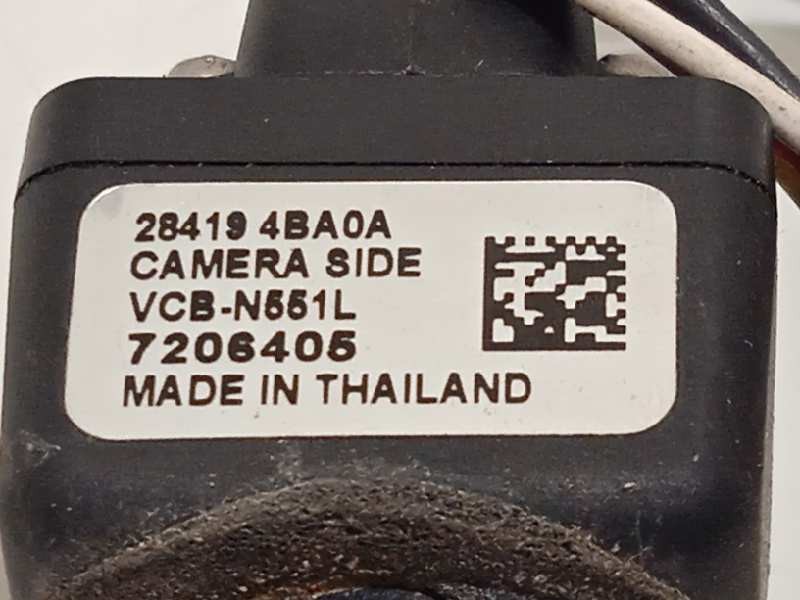 28419 4BA0A
CAMERA SIDE
VCB-N551L
7206405
MADE IN THAILAND